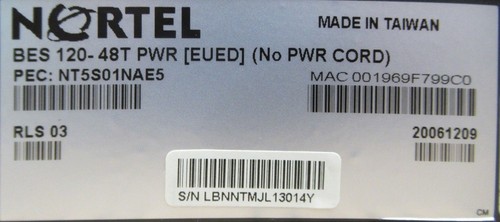 NORTEL
MADE IN TAIWAN
BES 120-48T PWR [EUED] (No PWR CORD)
PEC: NT5S01NAE5
MAC 001969F799C0
RLS 03
20061209
S/N LBNNTMJL13014Y
CM